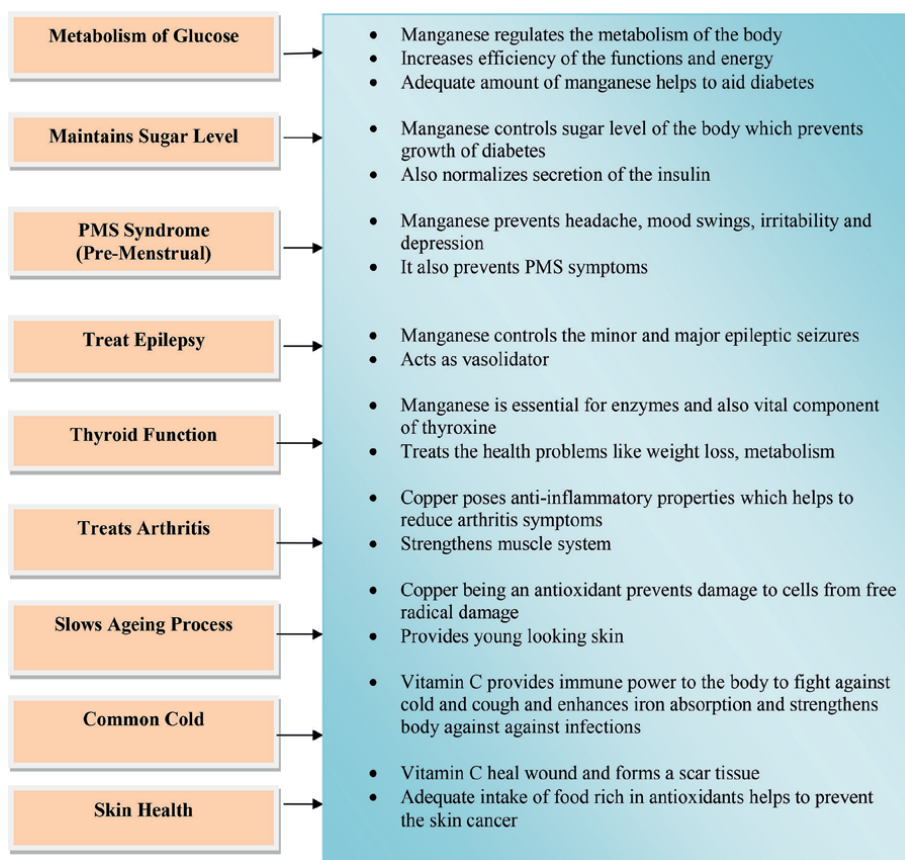 Metabolism of Glucose
• Manganese regulates the metabolism of the body
• Increases efficiency of the functions and energy
• Adequate amount of manganese helps to aid diabetes
Maintains Sugar Level
• Manganese controls sugar level of the body which prevents
growth of diabetes
• Also normalizes secretion of the insulin
PMS Syndrome
(Pre-Menstrual)
• Manganese prevents headache, mood swings, irritability and
depression
• It also prevents PMS symptoms
Treat Epilepsy
• Manganese controls the minor and major epileptic seizures
• Acts as vasolidator
Thyroid Function
• Manganese is essential for enzymes and also vital component
of thyroxine
• Treats the health problems like weight loss, metabolism
Treats Arthritis
• Copper poses anti-inflammatory properties which helps to
reduce arthritis symptoms
• Strengthens muscle system
Slows Ageing Process
• Copper being an antioxidant prevents damage to cells from free
radical damage
• Provides young looking skin
Common Cold
• Vitamin C provides immune power to the body to fight against
cold and cough and enhances iron absorption and strengthens
body against against infections
Skin Health
• Vitamin C heal wound and forms a scar tissue
• Adequate intake of food rich in antioxidants helps to prevent
the skin cancer